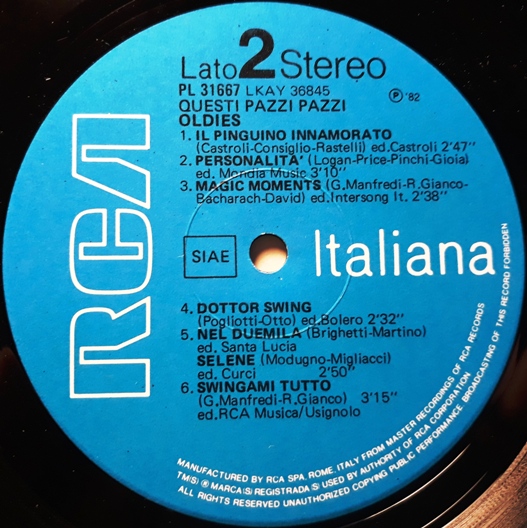 Lato 2 Stereo
PL 31667 LKAY 36845
Ⓟ '82
QUESTI PAZZI PAZZI
OLDIES
1. IL PINGUINO INNAMORATO
(Castroli-Consiglio-Rastelli) ed.Castroli 2'47"
2. PERSONALITA' (Logan-Price-Pinchi-Gioia)
ed. Mondia Music 3'10"
3. MAGIC MOMENTS (G.Manfredi-R.Gianco-
Bacharach-David) ed.Intersong It. 2'38"
RCA
SIAE
Italiana
4. DOTTOR SWING
(Pogliotti-Otto) ed.Bolero 2'32"
5. NEL DUEMILA (Brighetti-Martino)
ed. Santa Lucia
SELENE (Modugno-Migliacci)
ed. Curci 2'50"
6. SWINGAMI TUTTO
(G.Manfredi-R.Gianco) 3'15"
ed.RCA Musica/Usignolo
MANUFACTURED BY RCA SPA. ROME, ITALY, FROM MASTER RECORDINGS OF RCA RECORDS
TM(S) ® MARCA(S) REGISTRADA(S) USED BY AUTHORITY OF RCA CORPORATION
ALL RIGHTS RESERVED UNAUTHORIZED COPYING PUBLIC PERFORMANCE BROADCASTING OF THIS RECORD FORBIDDEN